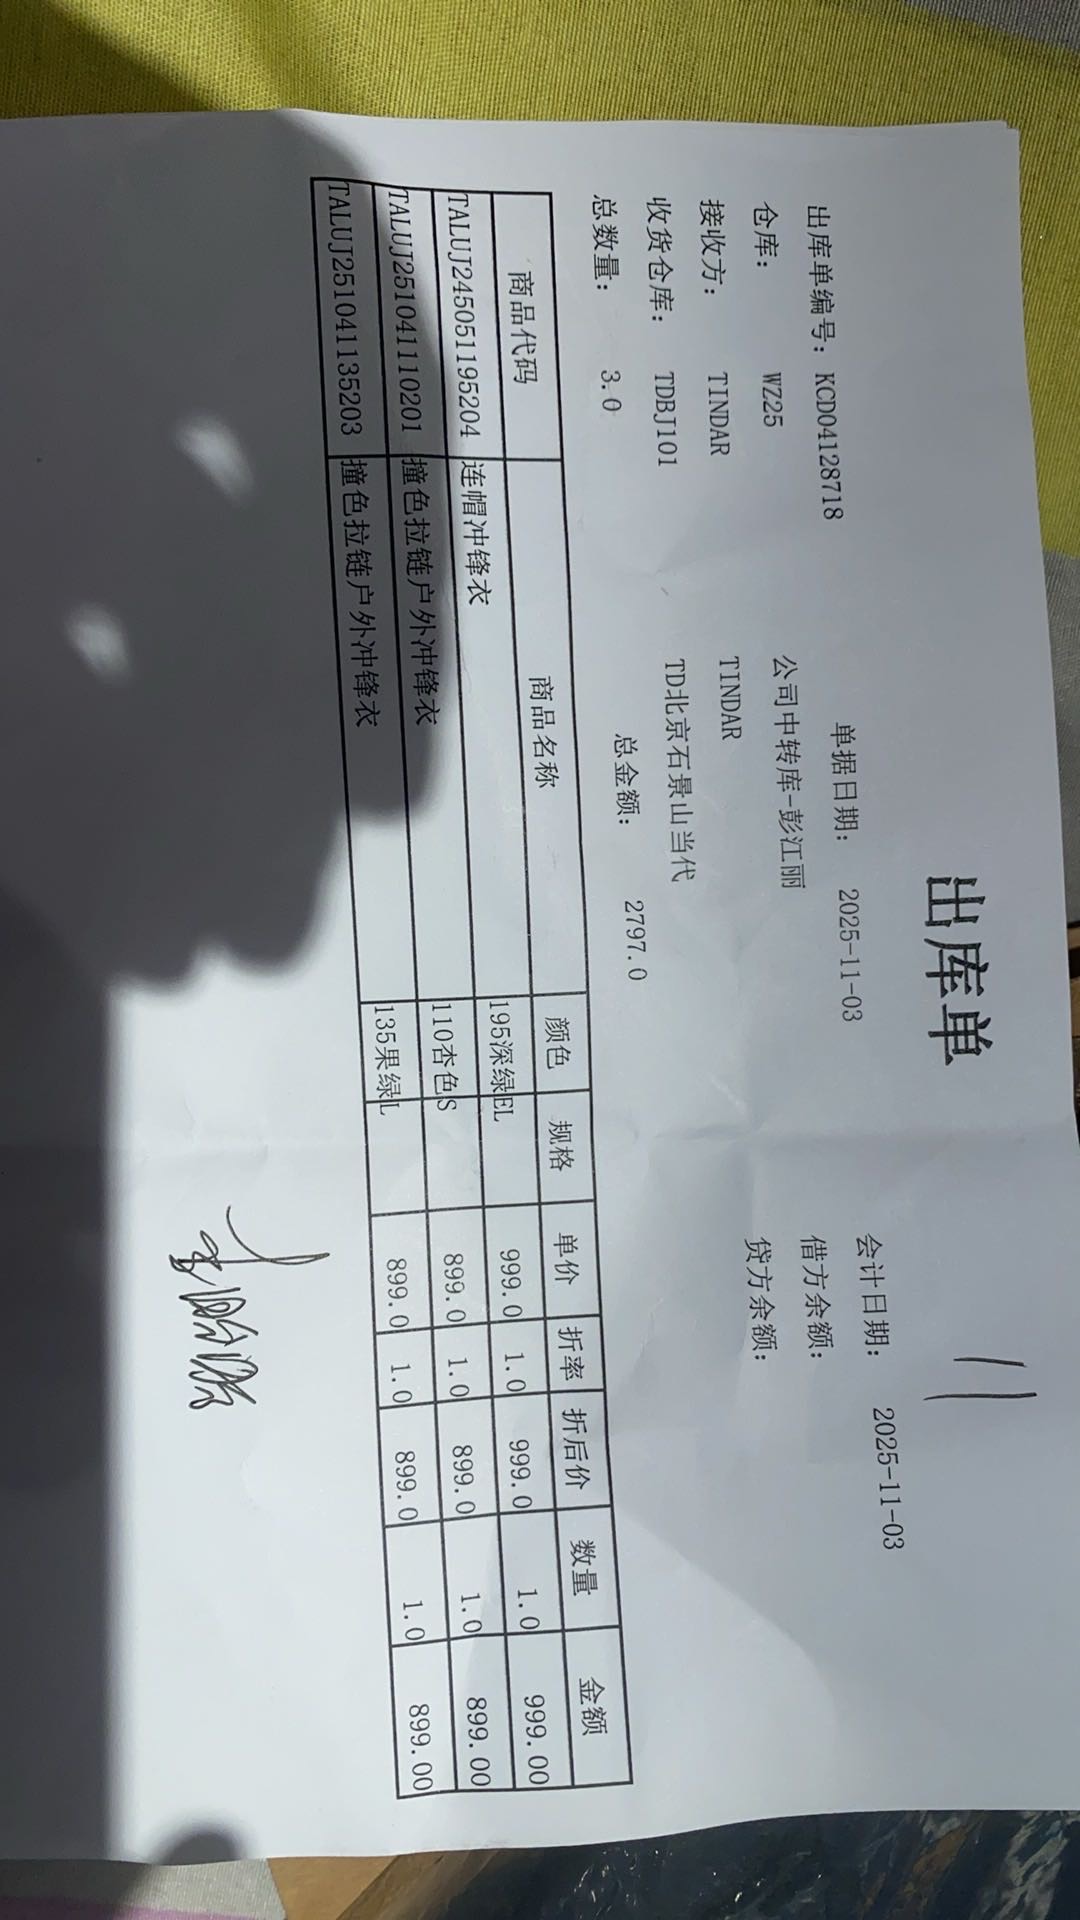 出库单
11
出库单编号: KCD04128718 单据日期: 2025-11-03 会计日期: 2025-11-03
仓库: WZ25 公司中转库-彭江丽 借方余额:
接收方: TINDAR TINDAR 贷方余额:
收货仓库: TDBJ101 TD北京石景山当代
总数量: 3.0 总金额: 2797.0
商品代码 商品名称 颜色 规格 单价 折率 折后价 数量 金额
TALUJ245051195204 连帽冲锋衣 195深绿EL 999.0 1.0 999.0 1.0 999.00
TALUJ251041110201 撞色拉链户外冲锋衣 110杏色S 899.0 1.0 899.0 1.0 899.00
TALUJ251041135203 撞色拉链户外冲锋衣 135果绿L 899.0 1.0 899.0 1.0 899.00